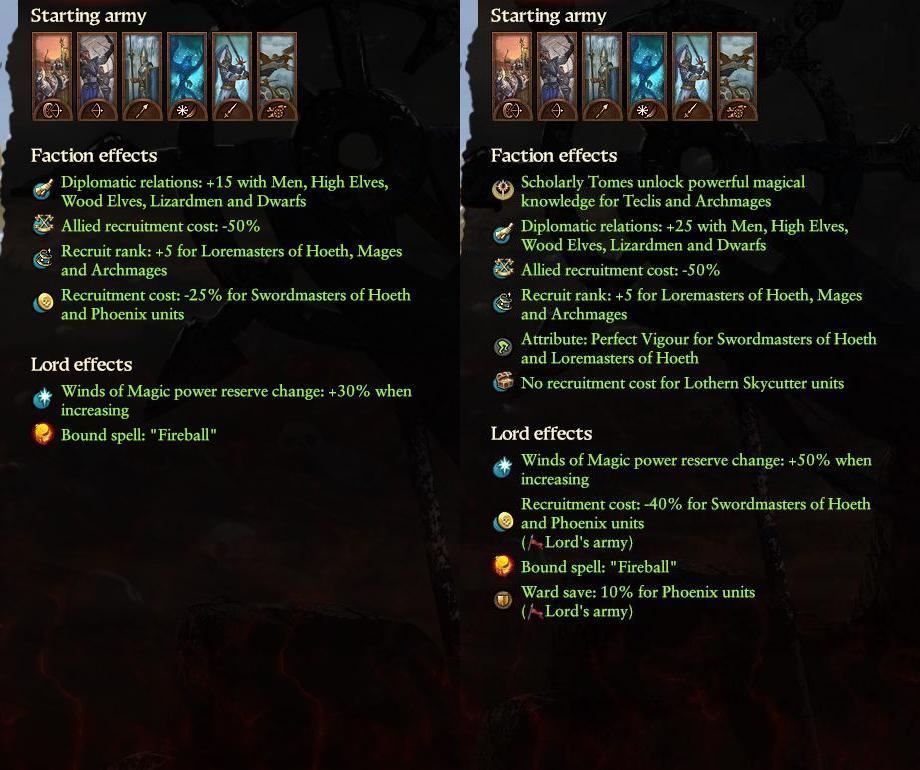 Starting army
Faction effects
Diplomatic relations: +15 with Men, High Elves,
Wood Elves, Lizardmen and Dwarfs
Allied recruitment cost: -50%
Recruit rank: +5 for Loremasters of Hoeth, Mages
and Archmages
Recruitment cost: -25% for Swordmasters of Hoeth
and Phoenix units
Lord effects
Winds of Magic power reserve change: +30% when
increasing
Bound spell: "Fireball"
Starting army
Faction effects
Scholarly Tomes unlock powerful magical
knowledge for Teclis and Archmages
Diplomatic relations: +25 with Men, High Elves,
Wood Elves, Lizardmen and Dwarfs
Allied recruitment cost: -50%
Recruit rank: +5 for Loremasters of Hoeth, Mages
and Archmages
Attribute: Perfect Vigour for Swordmasters of Hoeth
and Loremasters of Hoeth
No recruitment cost for Lothern Skycutter units
Lord effects
Winds of Magic power reserve change: +50% when
increasing
Recruitment cost: -40% for Swordmasters of Hoeth
and Phoenix units
(Lord's army)
Bound spell: "Fireball"
Ward save: 10% for Phoenix units
(Lord's army)